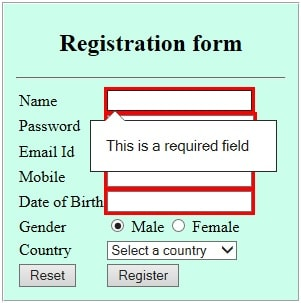 Registration form
Name
Password
This is a required field
Email Id
Mobile
Date of Birth
Gender Male Female
Country Select a country
Reset Register